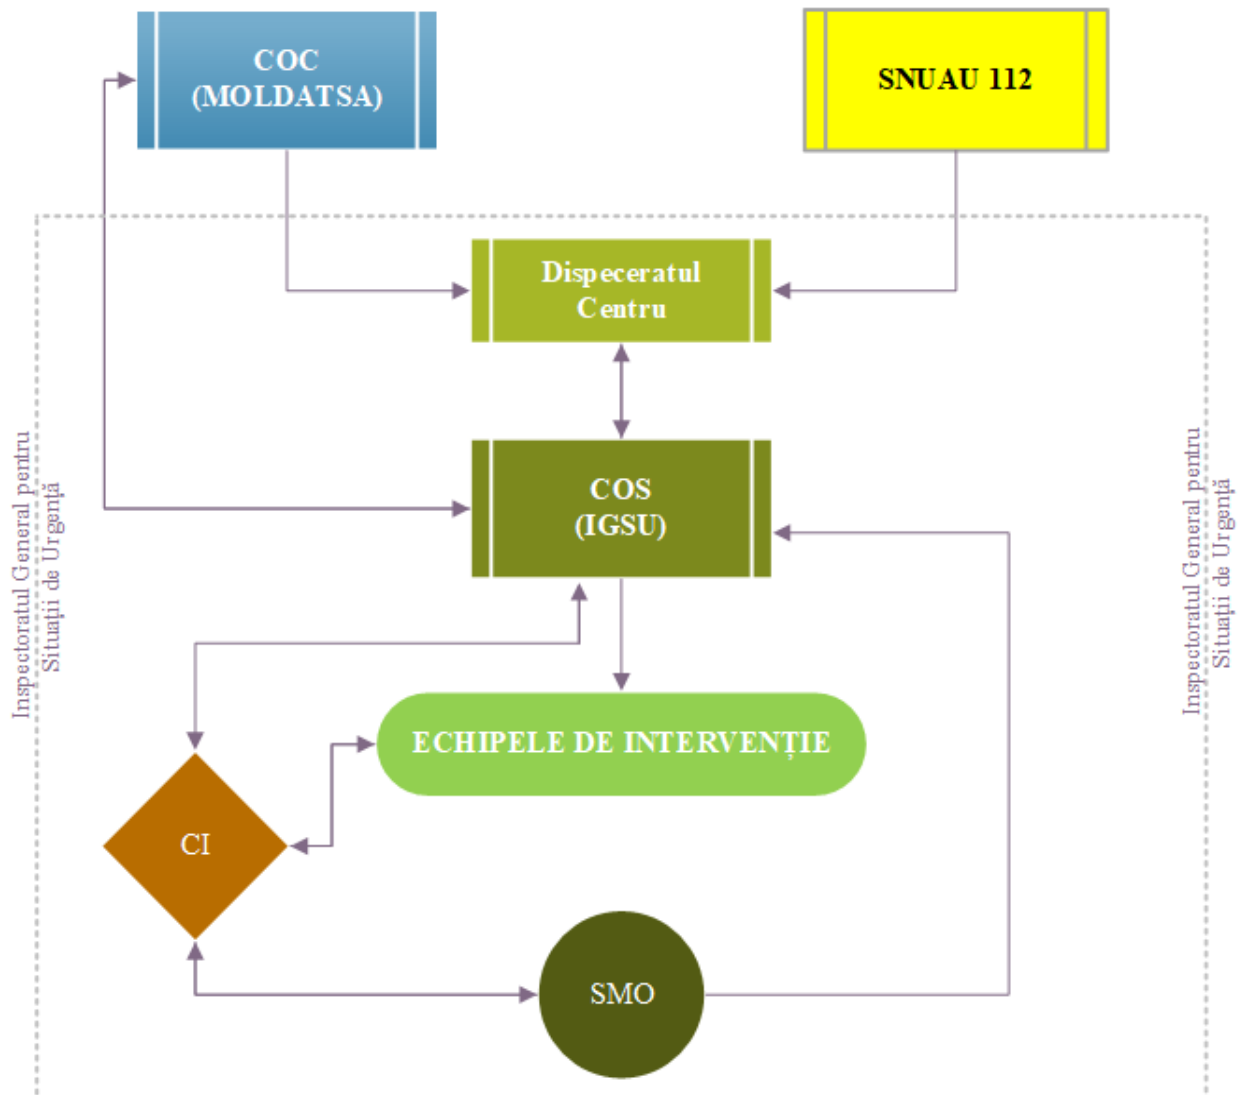 COC
(MOLDATSA)
SNUAU 112
Dispeceratul
Centru
COS
(IGSU)
Inspectoratul General pentru
Situații de Urgență
Inspectoratul General pentru
Situații de Urgență
ECHIPELE DE INTERVENȚIE
CI
SMO